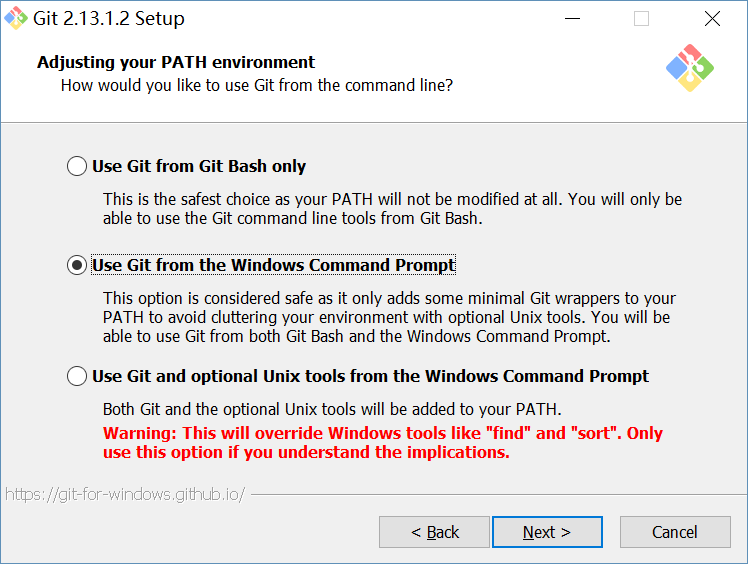 Git 2.13.1.2 Setup
Adjusting your PATH environment
How would you like to use Git from the command line?
Use Git from Git Bash only
This is the safest choice as your PATH will not be modified at all. You will only be
able to use the Git command line tools from Git Bash.
Use Git from the Windows Command Prompt
This option is considered safe as it only adds some minimal Git wrappers to your
PATH to avoid cluttering your environment with optional Unix tools. You will be
able to use Git from both Git Bash and the Windows Command Prompt.
Use Git and optional Unix tools from the Windows Command Prompt
Both Git and the optional Unix tools will be added to your PATH.
Warning: This will override Windows tools like "find" and "sort". Only
use this option if you understand the implications.
https://git-for-windows.github.io/
< Back
Next >
Cancel